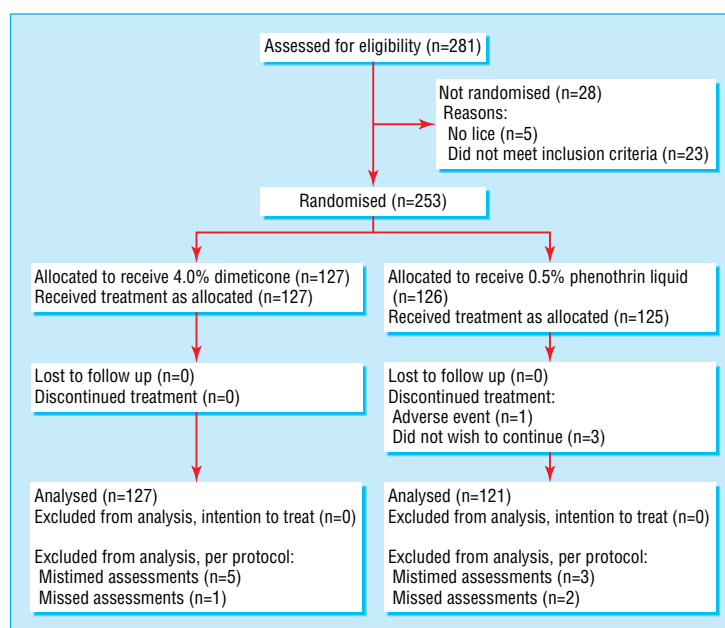 Assessed for eligibility (n=281)
Not randomised (n=28)
Reasons:
No lice (n=5)
Did not meet inclusion criteria (n=23)
Randomised (n=253)
Allocated to receive 4.0% dimeticone (n=127)
Received treatment as allocated (n=127)
Allocated to receive 0.5% phenothrin liquid
(n=126)
Received treatment as allocated (n=125)
Lost to follow up (n=0)
Discontinued treatment (n=0)
Lost to follow up (n=0)
Discontinued treatment:
Adverse event (n=1)
Did not wish to continue (n=3)
Analysed (n=127)
Excluded from analysis, intention to treat (n=0)
Excluded from analysis, per protocol:
Mistimed assessments (n=5)
Missed assessments (n=1)
Analysed (n=121)
Excluded from analysis, intention to treat (n=0)
Excluded from analysis, per protocol:
Mistimed assessments (n=3)
Missed assessments (n=2)